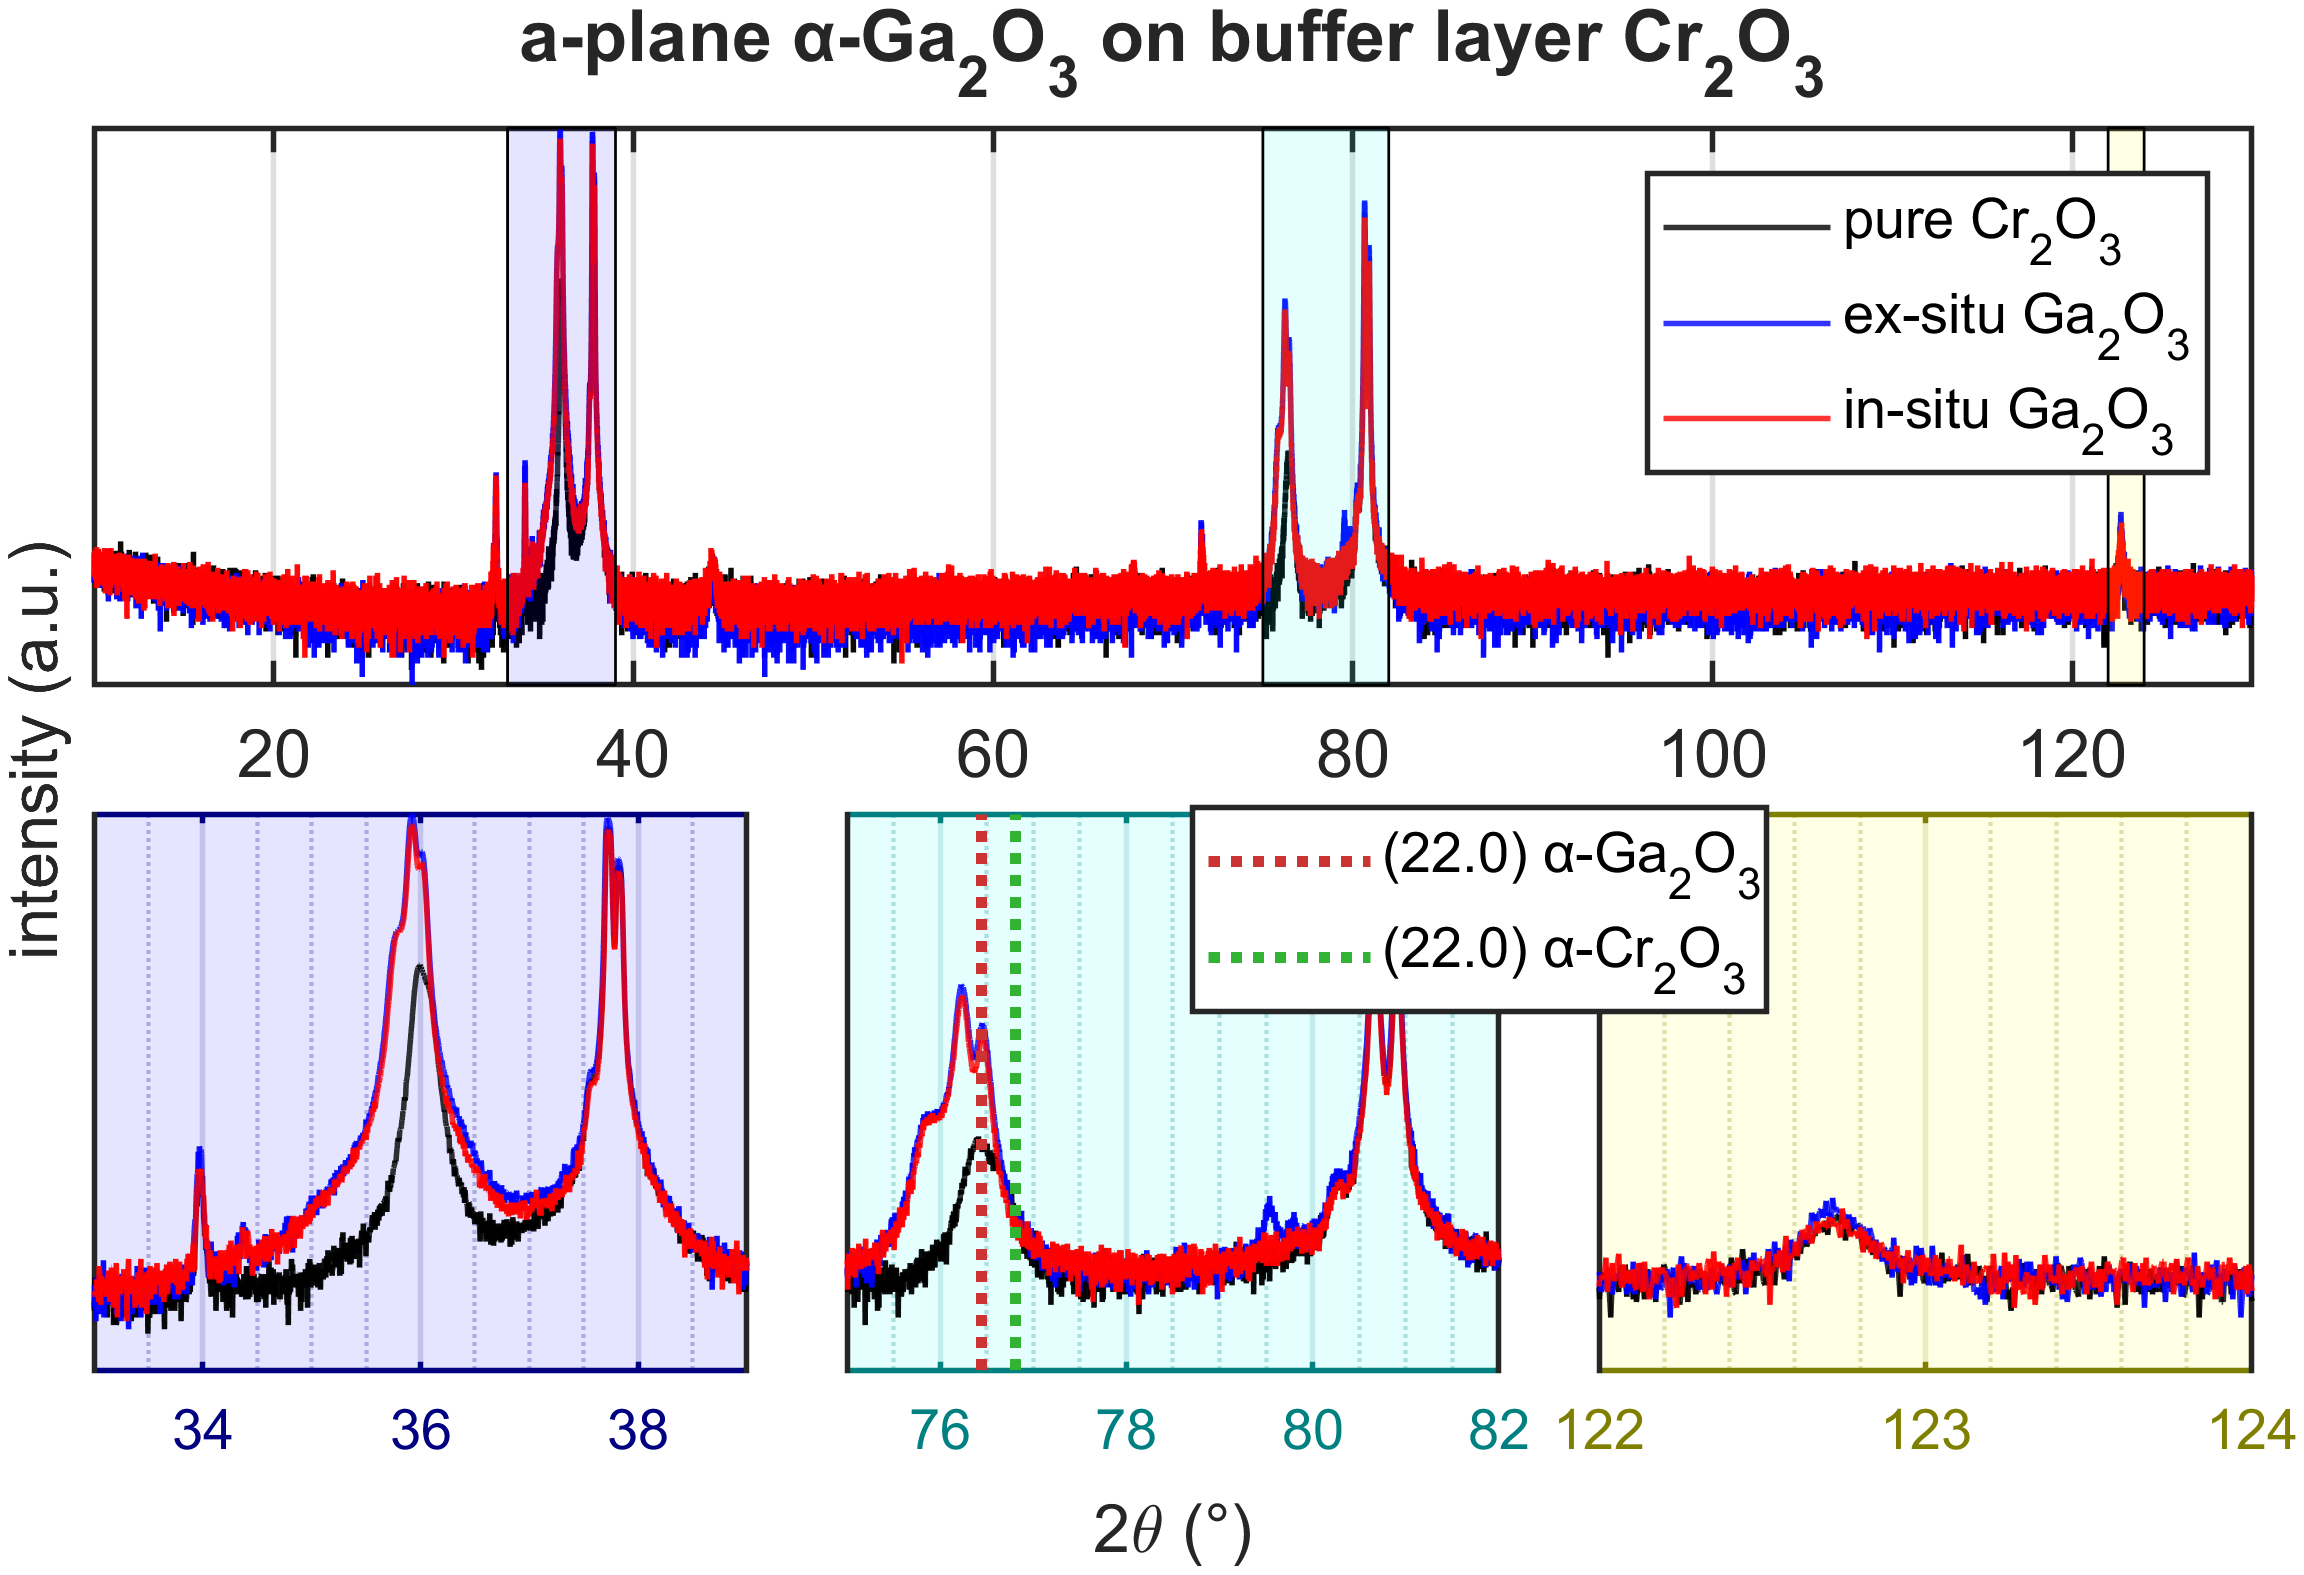 a-plane α-Ga₂O₃ on buffer layer Cr₂O₃
pure Cr₂O₃
ex-situ Ga₂O₃
in-situ Ga₂O₃
20 40 60 80 100 120
intensity (a.u.)
(22.0) α-Ga₂O₃
(22.0) α-Cr₂O₃
34 36 38 76 78 80 82 122 123 124
2θ (°)